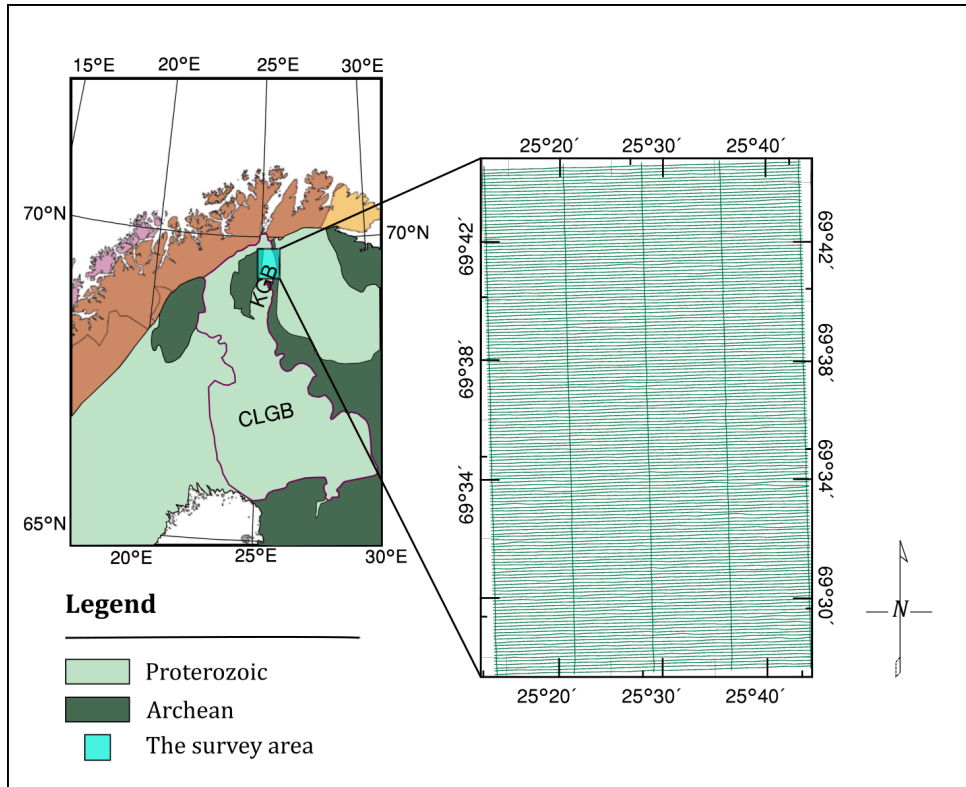 15°E 20°E 25°E 30°E
70°N
70°N
KGB
CLGB
65°N
20°E 25°E 30°E
25°20´ 25°30´ 25°40´
69°42´ 69°42´
69°38´ 69°38´
69°34´ 69°34´
69°30´
25°20´ 25°30´ 25°40´
N
Legend
Proterozoic
Archean
The survey area